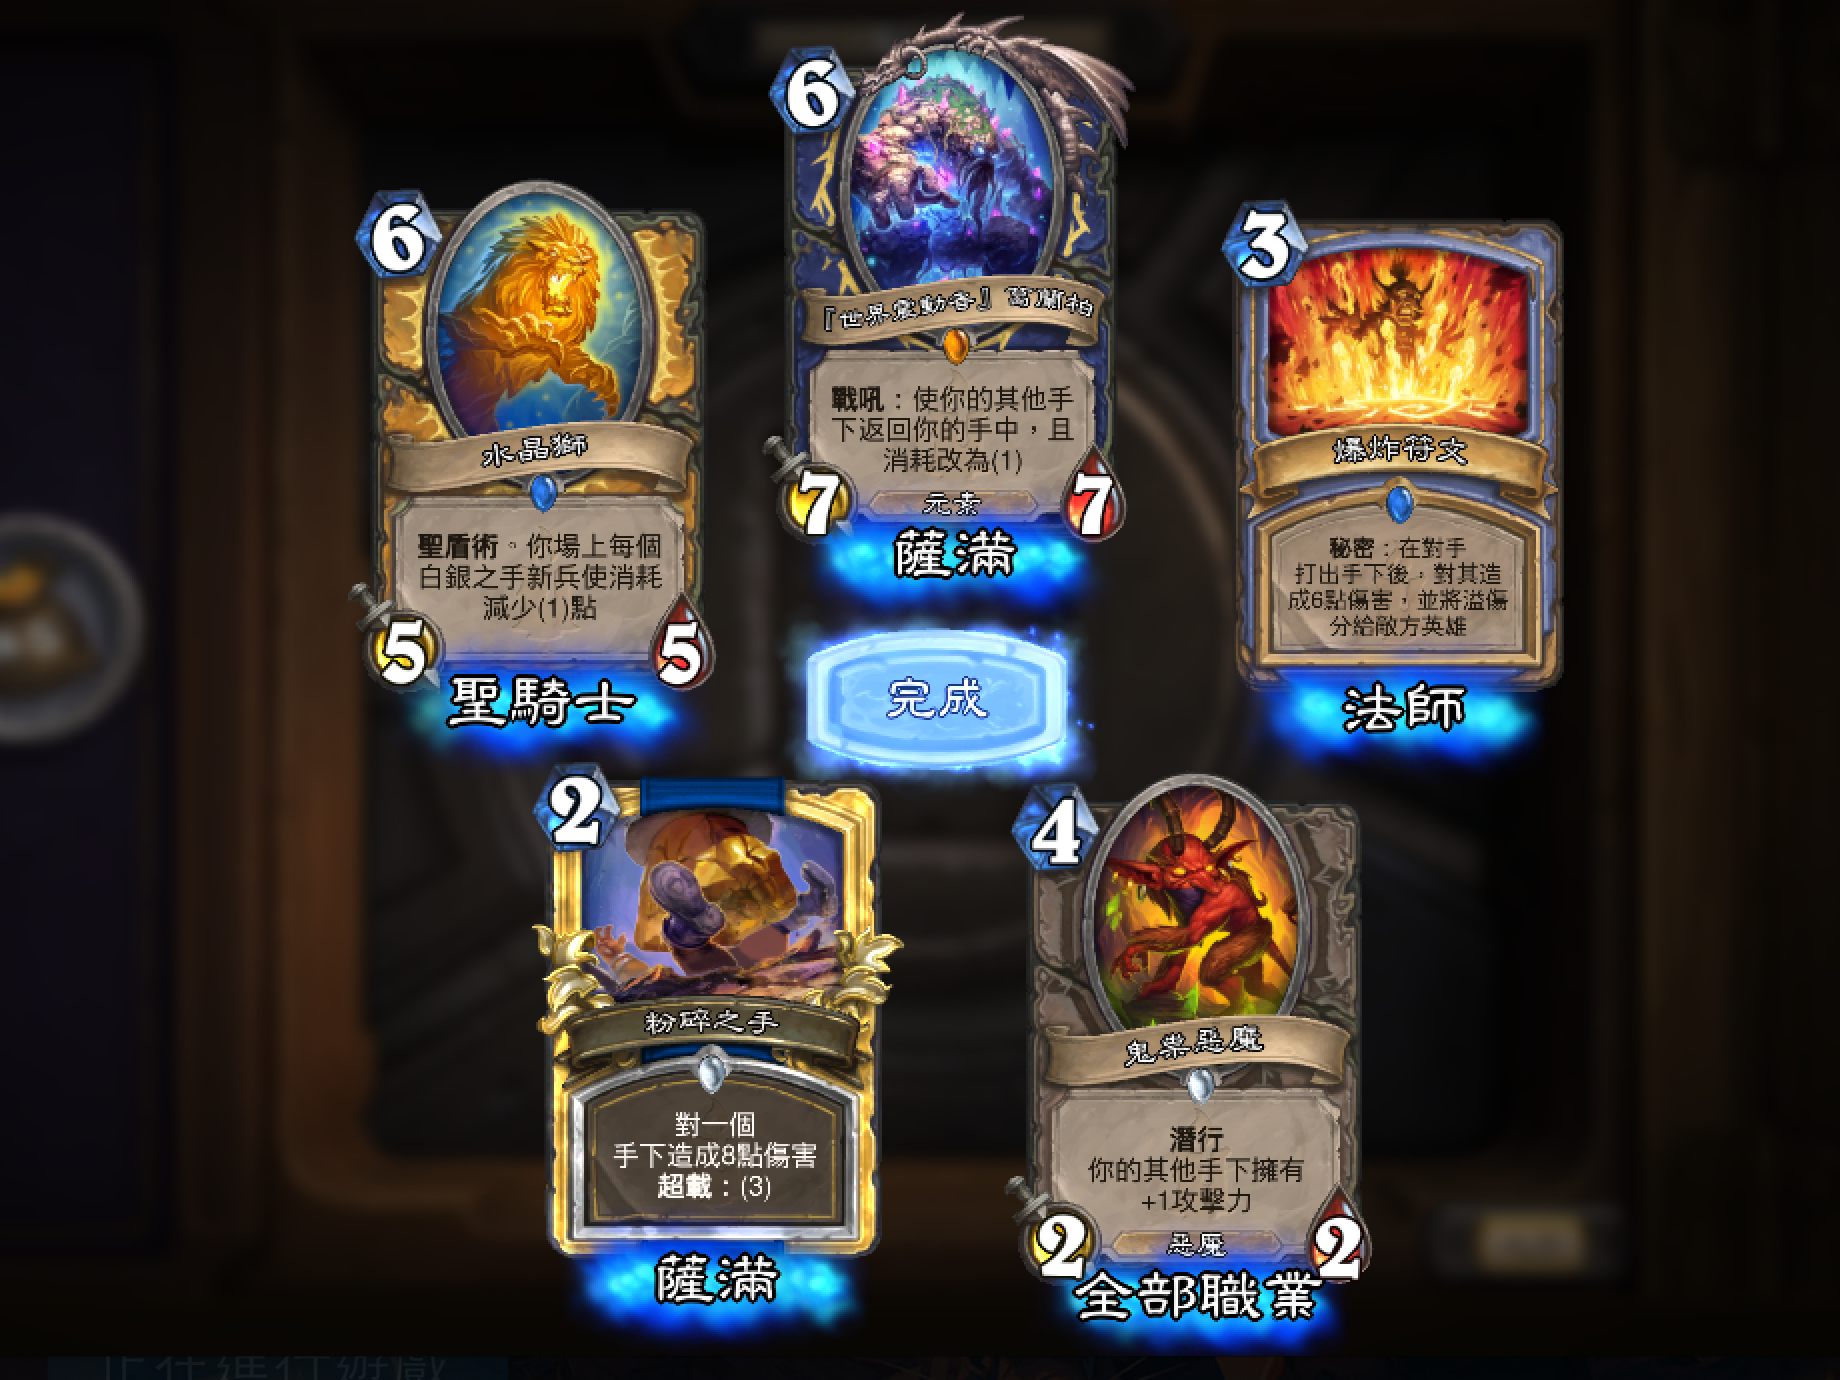 6
『世界震動者』葛蘭柏
戰吼：使你的其他手
下返回你的手中，且
消耗改為(1)
7
元素
7
薩滿
6
水晶獅
聖盾術。你場上每個
白銀之手新兵使消耗
減少(1)點
5
5
聖騎士
3
爆炸符文
秘密：在對手
打出手下後，對其造
成6點傷害，並將溢傷
分給敵方英雄
法師
完成
2
粉碎之手
對一個
手下造成8點傷害
超載：(3)
薩滿
4
鬼祟惡魔
潛行
你的其他手下擁有
+1攻擊力
2
惡魔
2
全部職業